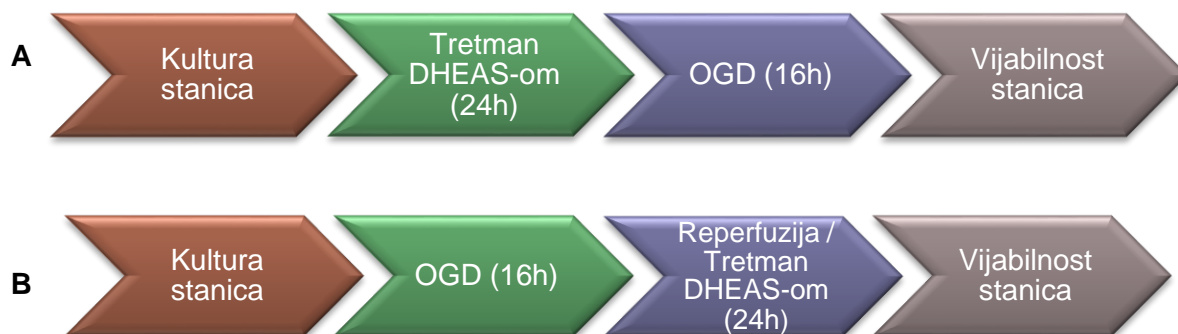 A
Kultura
stanica
Tretman
DHEAS-om
(24h)
OGD (16h)
Vijabilnost
stanica
B
Kultura
stanica
OGD (16h)
Reperfuzija /
Tretman
DHEAS-om
(24h)
Vijabilnost
stanica